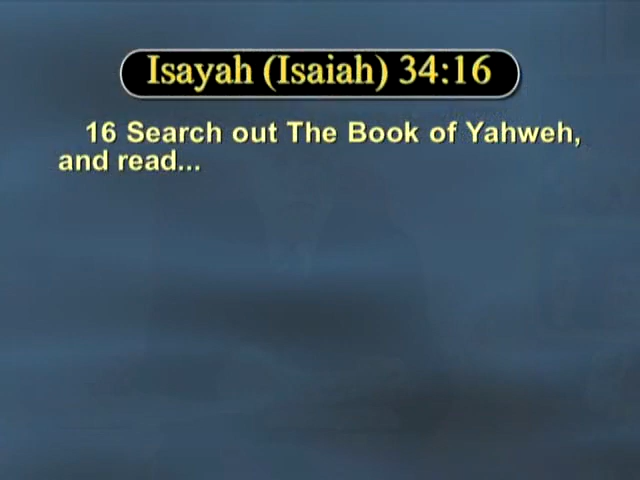 Isayah (Isaiah) 34:16
16 Search out The Book of Yahweh,
and read...